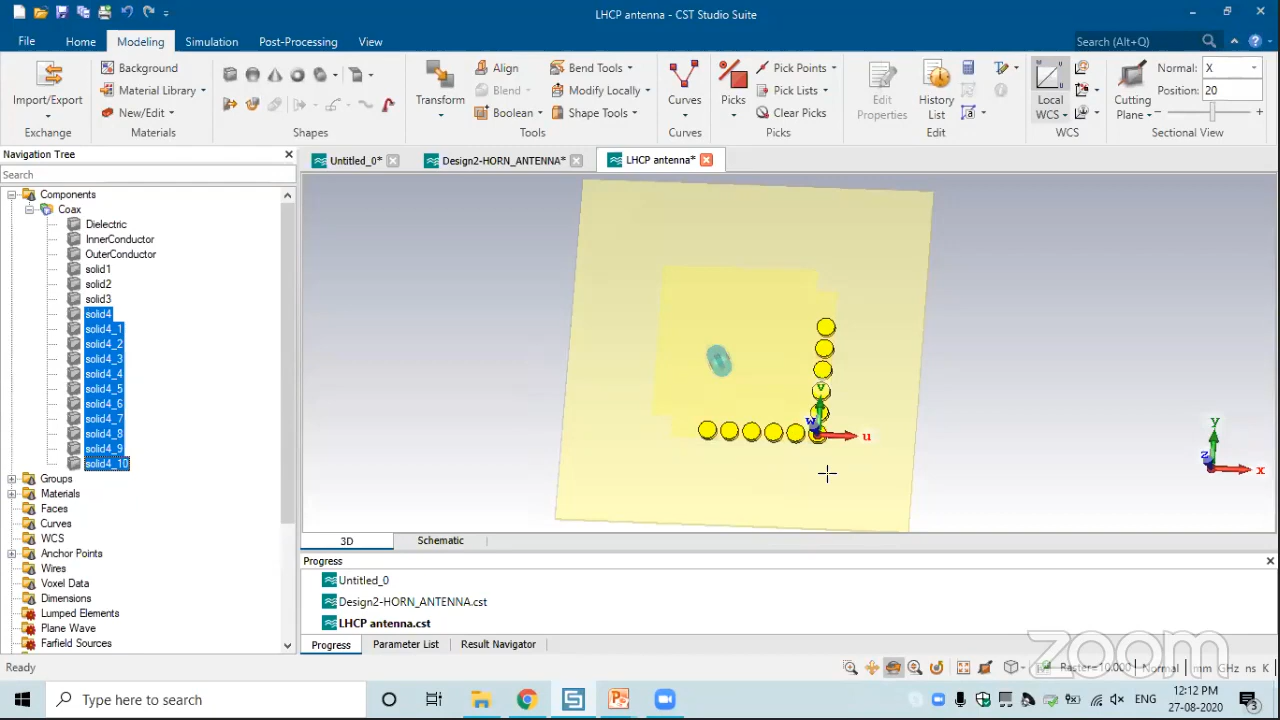 LHCP antenna - CST Studio Suite
File Home Modeling Simulation Post-Processing View Search (Alt+Q)
Import/Export
Exchange
Background
Material Library
New/Edit
Materials
Shapes
Transform
Align
Blend
Boolean
Bend Tools
Modify Locally
Shape Tools
Tools
Curves
Curves
Picks
Pick Points
Pick Lists
Clear Picks
Picks
Edit Properties
History List
Edit
Local WCS
WCS
Cutting Plane
Normal: X
Position: 20
Sectional View
Navigation Tree
Search
Untitled_0*
Design2-HORN_ANTENNA*
LHCP antenna*
Components
Coax
Dielectric
InnerConductor
OuterConductor
solid1
solid2
solid3
solid4
solid4_1
solid4_2
solid4_3
solid4_4
solid4_5
solid4_6
solid4_7
solid4_8
solid4_9
solid4_10
Groups
Materials
Faces
Curves
WCS
Anchor Points
Wires
Voxel Data
Dimensions
Lumped Elements
Plane Wave
Farfield Sources
v
w
u
y
z
x
3D Schematic
Progress
Untitled_0
Design2-HORN_ANTENNA.cst
LHCP antenna.cst
Progress Parameter List Result Navigator
zoom
Ready
Raster=10.000 Normal mm GHz ns K
Type here to search
ENG
12:12 PM
27-08-2020
3